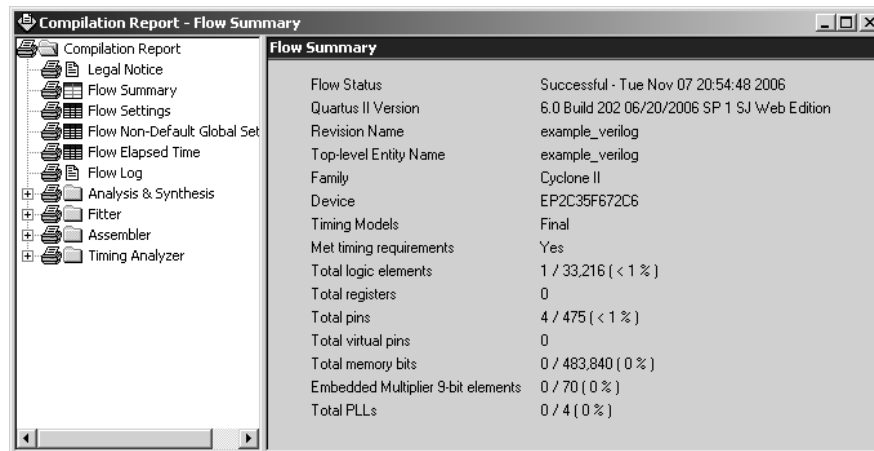 Compilation Report - Flow Summary
Compilation Report
Legal Notice
Flow Summary
Flow Settings
Flow Non-Default Global Set
Flow Elapsed Time
Flow Log
Analysis & Synthesis
Fitter
Assembler
Timing Analyzer
Flow Summary
Flow Status Successful - Tue Nov 07 20:54:48 2006
Quartus II Version 6.0 Build 202 06/20/2006 SP 1 SJ Web Edition
Revision Name example_verilog
Top-level Entity Name example_verilog
Family Cyclone II
Device EP2C35F672C6
Timing Models Final
Met timing requirements Yes
Total logic elements 1 / 33,216 ( < 1 % )
Total registers 0
Total pins 4 / 475 ( < 1 % )
Total virtual pins 0
Total memory bits 0 / 483,840 ( 0 % )
Embedded Multiplier 9-bit elements 0 / 70 ( 0 % )
Total PLLs 0 / 4 ( 0 % )